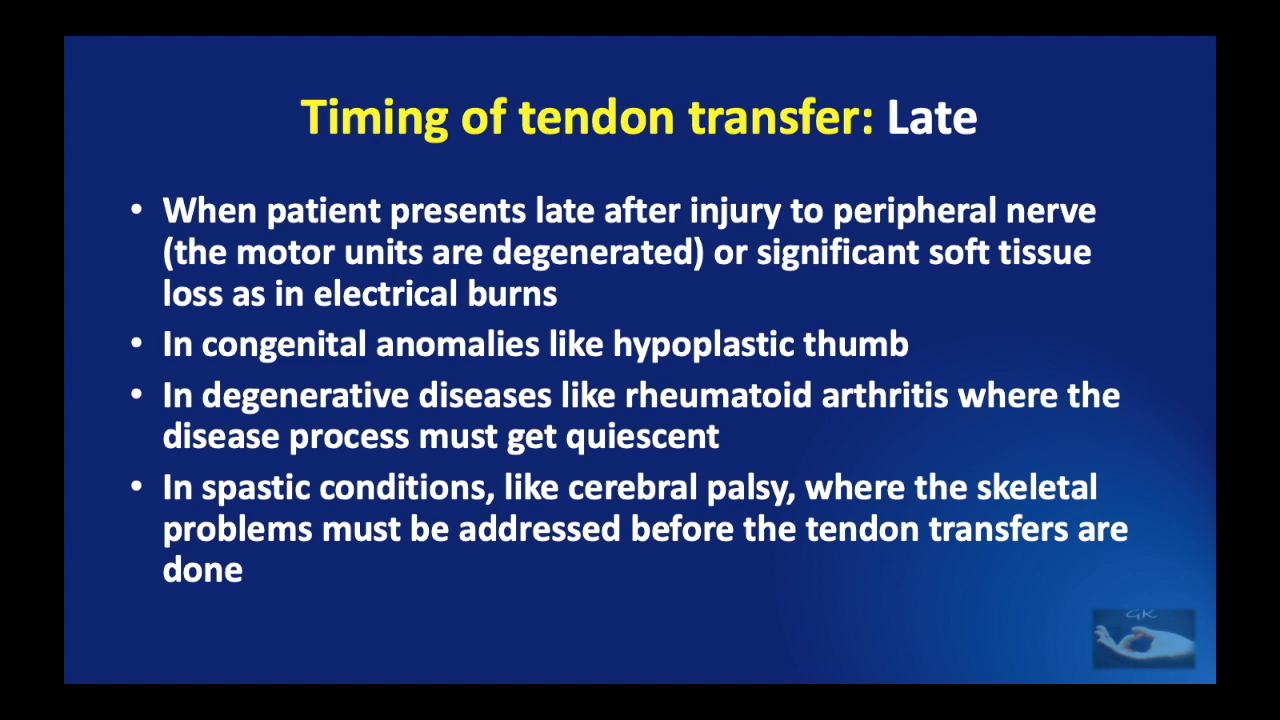 Timing of tendon transfer: Late
• When patient presents late after injury to peripheral nerve
(the motor units are degenerated) or significant soft tissue
loss as in electrical burns
• In congenital anomalies like hypoplastic thumb
• In degenerative diseases like rheumatoid arthritis where the
disease process must get quiescent
• In spastic conditions, like cerebral palsy, where the skeletal
problems must be addressed before the tendon transfers are
done
GK